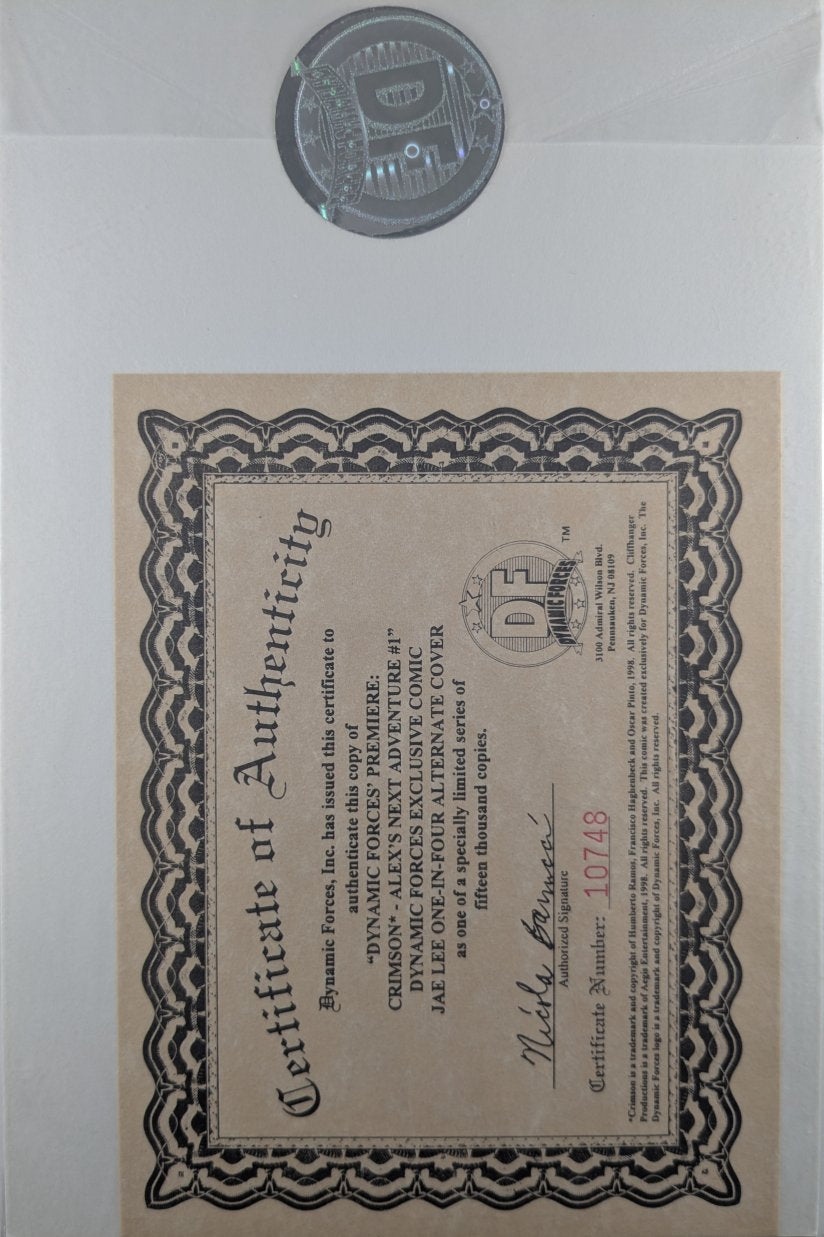 DF
DYNAMIC FORCES
Certificate of Authenticity
Dynamic Forces, Inc. has issued this certificate to
authenticate this copy of
“DYNAMIC FORCES’ PREMIERE:
CRIMSON* - ALEX’S NEXT ADVENTURE #1”
DYNAMIC FORCES EXCLUSIVE COMIC
JAE LEE ONE-IN-FOUR ALTERNATE COVER
as one of a specially limited series of
fifteen thousand copies.
Authorized Signature
Certificate Number: 10748
DF
DYNAMIC FORCES
TM
3100 Admiral Wilson Blvd.
Pennsauken, NJ 08109
*Crimson is a trademark and copyright of Humberto Ramos, Francisco Haghenbeck and Oscar Pinto, 1998. All rights reserved. Cliffhanger
Productions is a trademark of Aegis Entertainment, 1998. All rights reserved. This comic was created exclusively for Dynamic Forces, Inc. The
Dynamic Forces logo is a trademark and copyright of Dynamic Forces, Inc. All rights reserved.